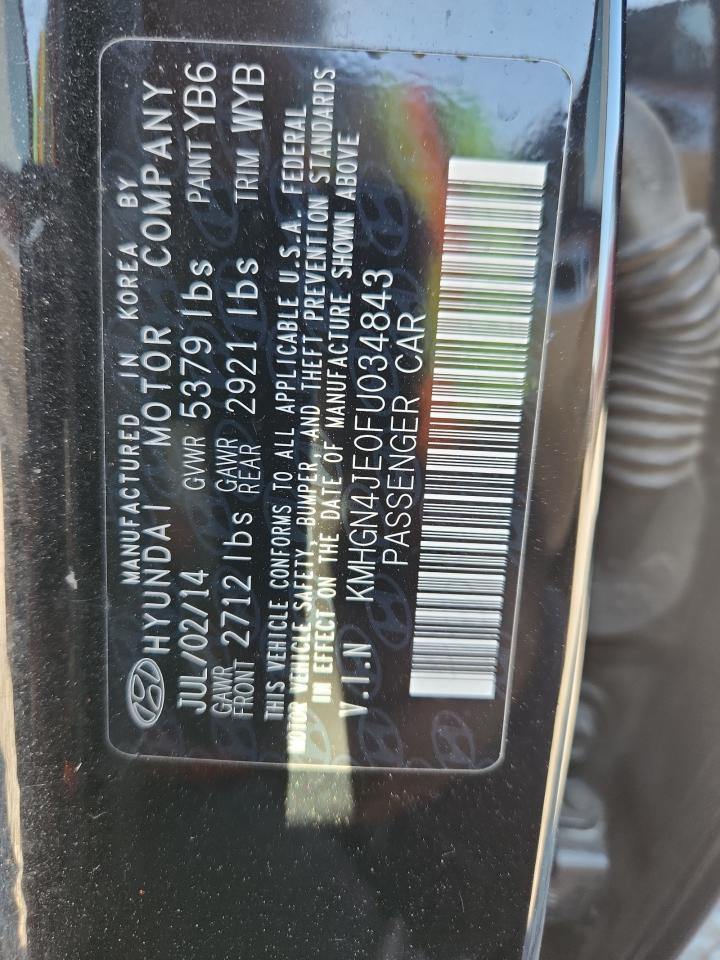 MANUFACTURED IN KOREA BY
HYUNDAI MOTOR COMPANY
JUL/02/14 GVWR 5379 lbs PAINT YB6
GAWR FRONT 2712 lbs GAWR REAR 2921 lbs TRIM WYB
THIS VEHICLE CONFORMS TO ALL APPLICABLE U.S.A. FEDERAL
MOTOR VEHICLE SAFETY, BUMPER, AND THEFT PREVENTION STANDARDS
IN EFFECT ON THE DATE OF MANUFACTURE SHOWN ABOVE
V.I.N KMHGN4JE0FU034843
PASSENGER CAR